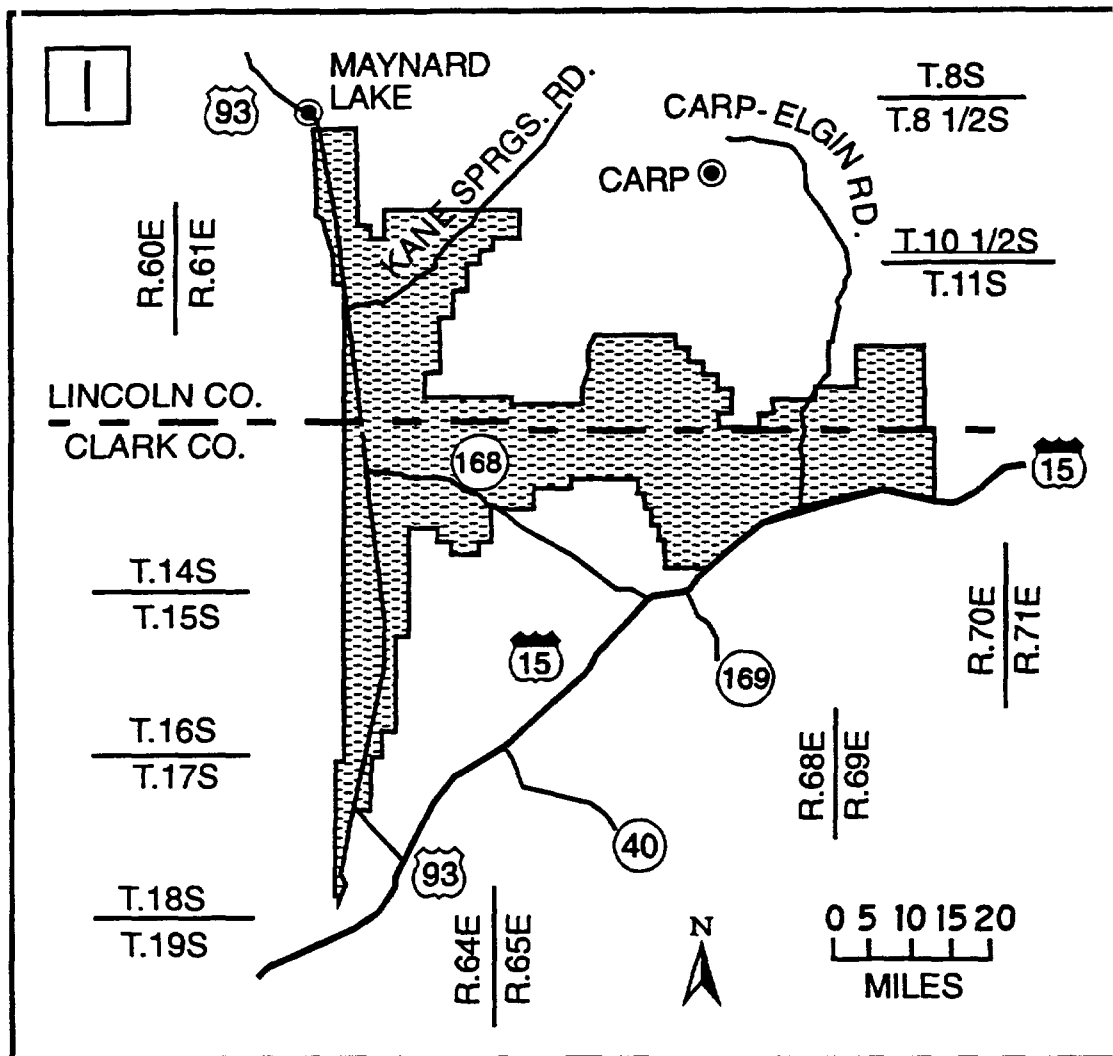 I
MAYNARD
LAKE
93
KANE SPRGS. RD.
CARP-ELGIN RD.
CARP
T.8S
T.8 1/2S
R.60E
R.61E
T.10 1/2S
T.11S
LINCOLN CO.
CLARK CO.
168
15
T.14S
T.15S
15
169
R.70E
R.71E
T.16S
T.17S
R.68E
R.69E
40
93
T.18S
T.19S
R.64E
R.65E
N
0 5 10 15 20
MILES